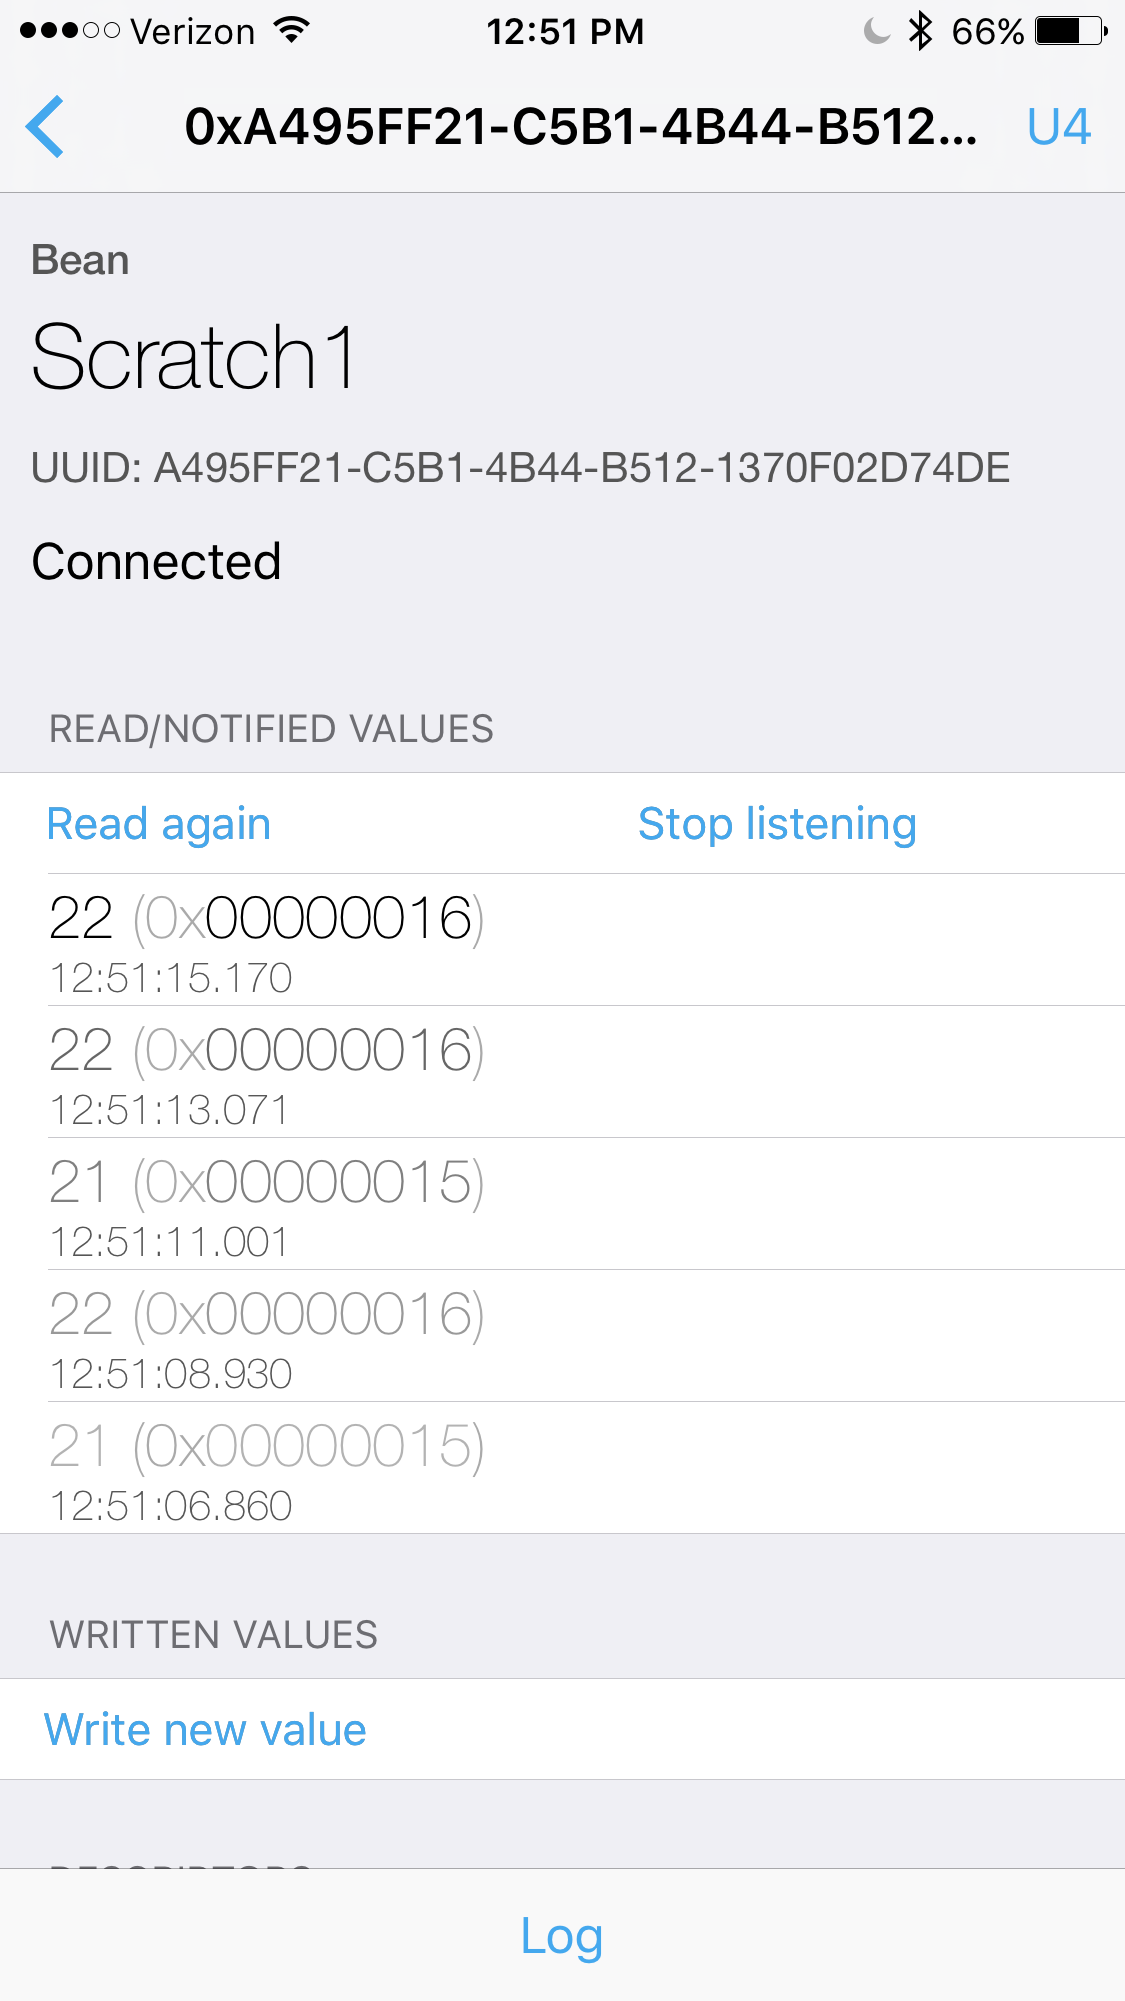 Verizon 12:51 PM 66%
0xA495FF21-C5B1-4B44-B512... U4
Bean
Scratch1
UUID: A495FF21-C5B1-4B44-B512-1370F02D74DE
Connected
READ/NOTIFIED VALUES
Read again Stop listening
22 (0x00000016)
12:51:15.170
22 (0x00000016)
12:51:13.071
21 (0x00000015)
12:51:11.001
22 (0x00000016)
12:51:08.930
21 (0x00000015)
12:51:06.860
WRITTEN VALUES
Write new value
Log